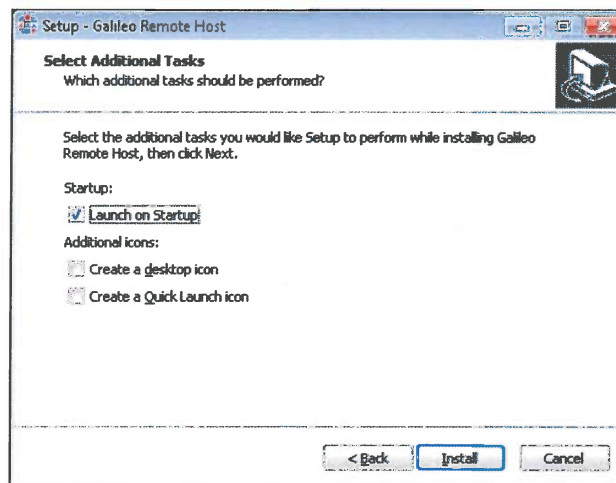 Setup - Galileo Remote Host
Select Additional Tasks
Which additional tasks should be performed?
Select the additional tasks you would like Setup to perform while installing Galileo
Remote Host, then click Next.
Startup:
Launch on Startup
Additional icons:
Create a desktop icon
Create a Quick Launch icon
< Back Install Cancel